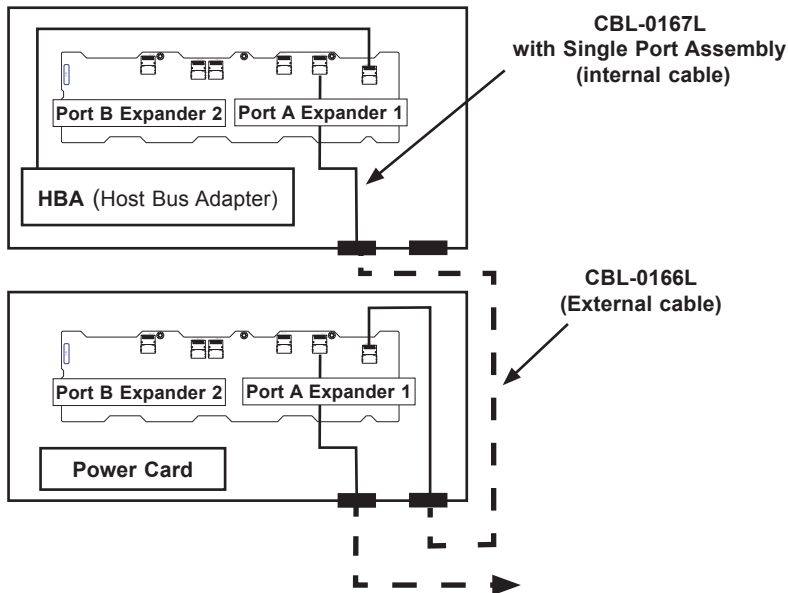 CBL-0167L
with Single Port Assembly
(internal cable)
Port B Expander 2
Port A Expander 1
HBA (Host Bus Adapter)
CBL-0166L
(External cable)
Port B Expander 2
Port A Expander 1
Power Card